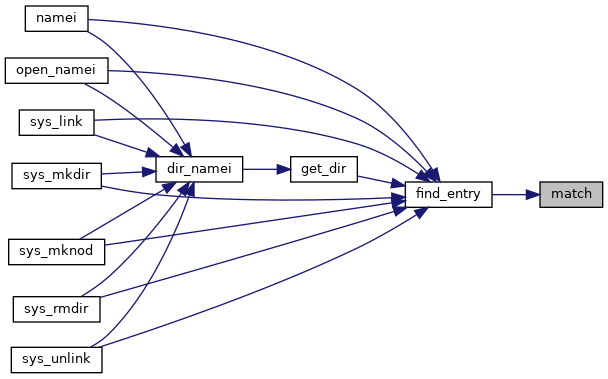 namei
open_namei
sys_link
dir_namei
get_dir
sys_mkdir
find_entry
match
sys_mknod
sys_rmdir
sys_unlink